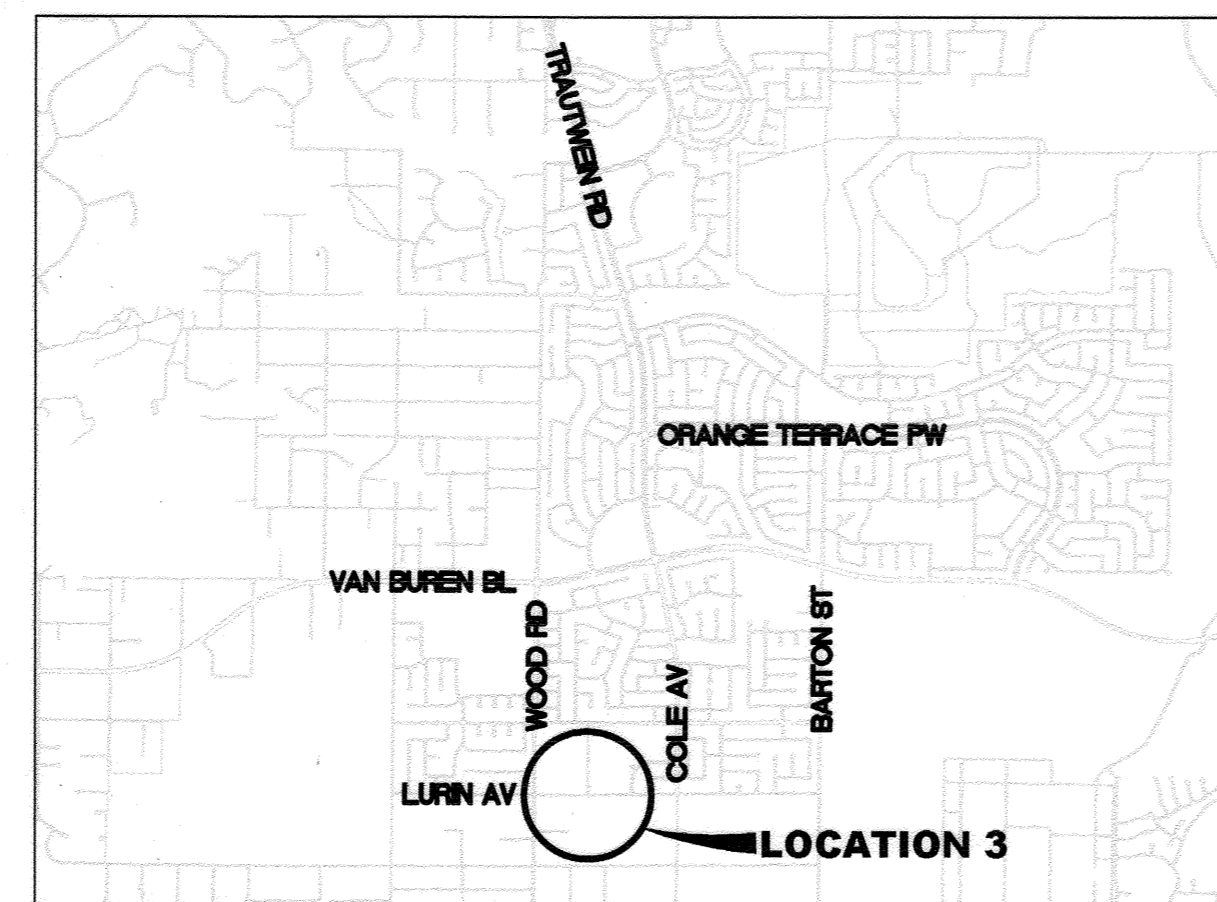 TRAUTWEIN RD
ORANGE TERRACE PW
VAN BUREN BL
WOOD RD
BARTON ST
COLE AV
LURIN AV
LOCATION 3